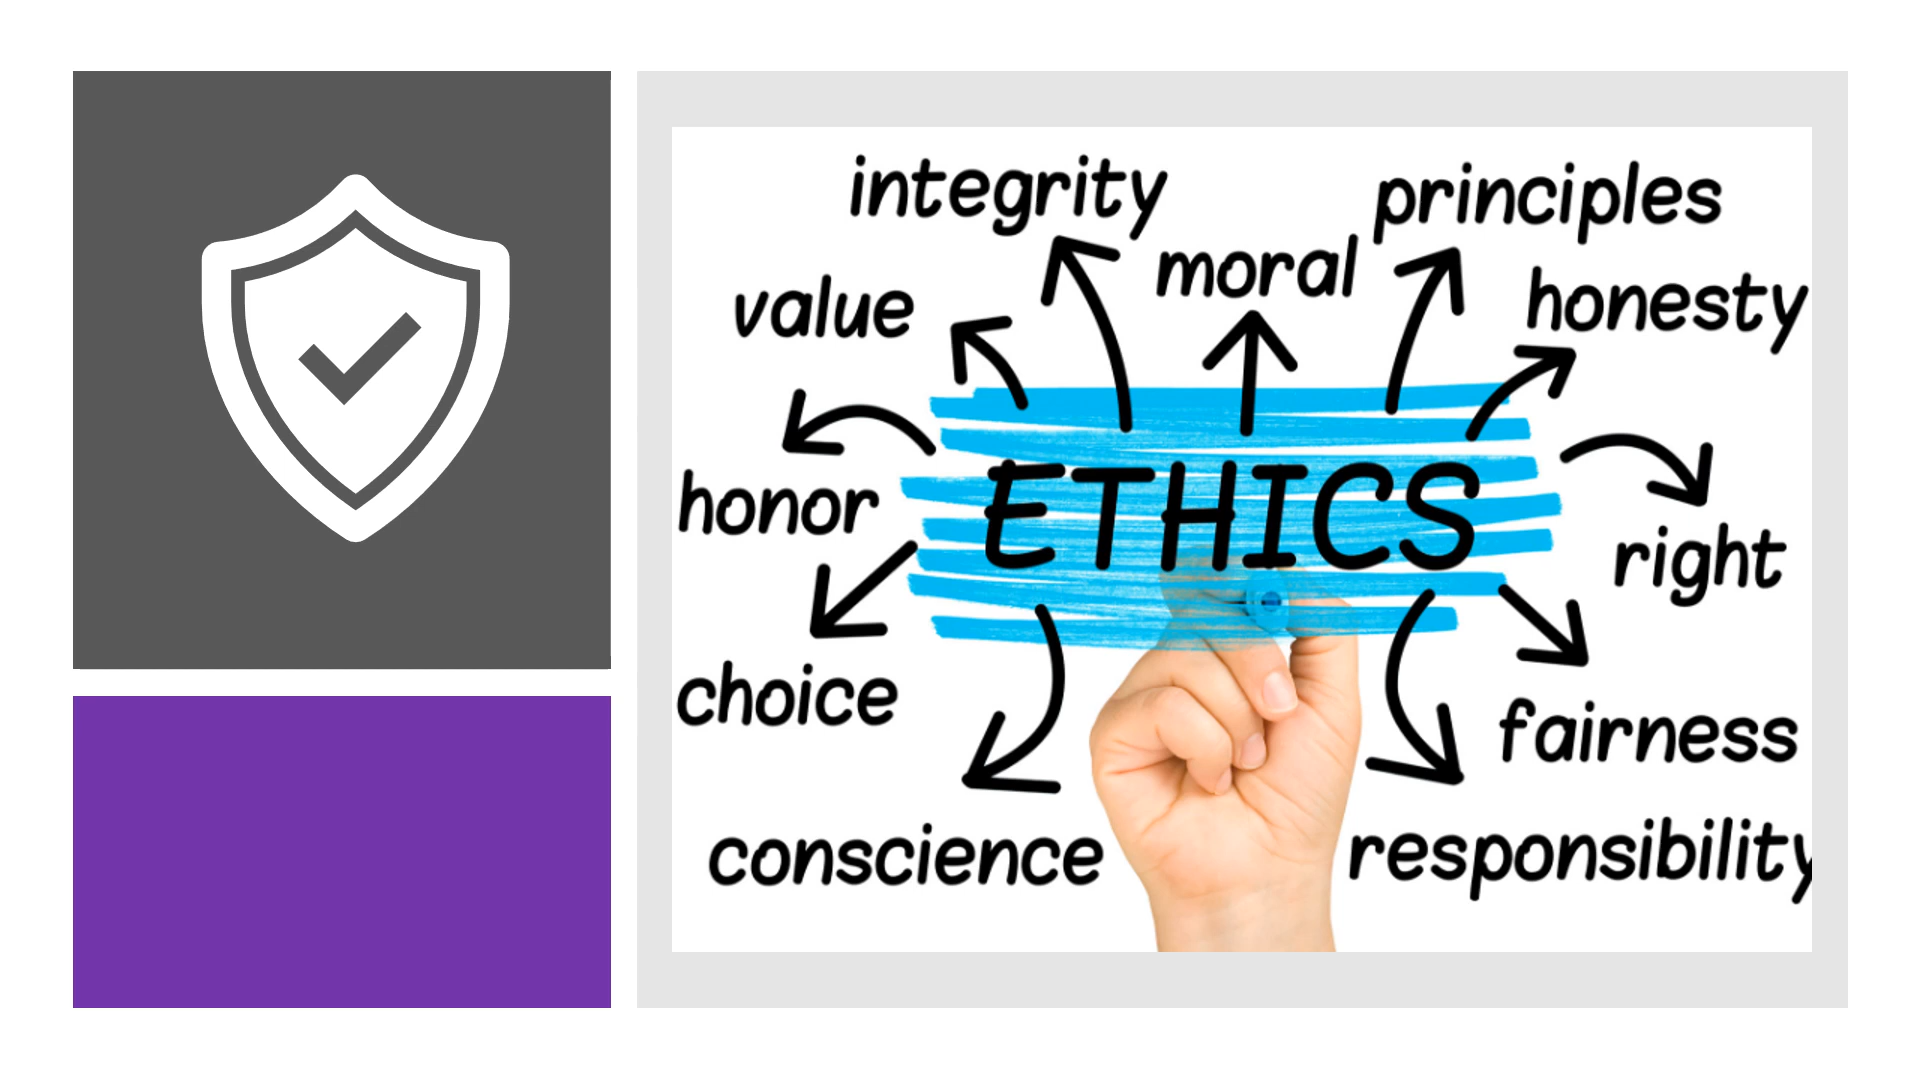 integrity
principles
moral
value
honesty
ETHICS
honor
right
choice
fairness
conscience
responsibility